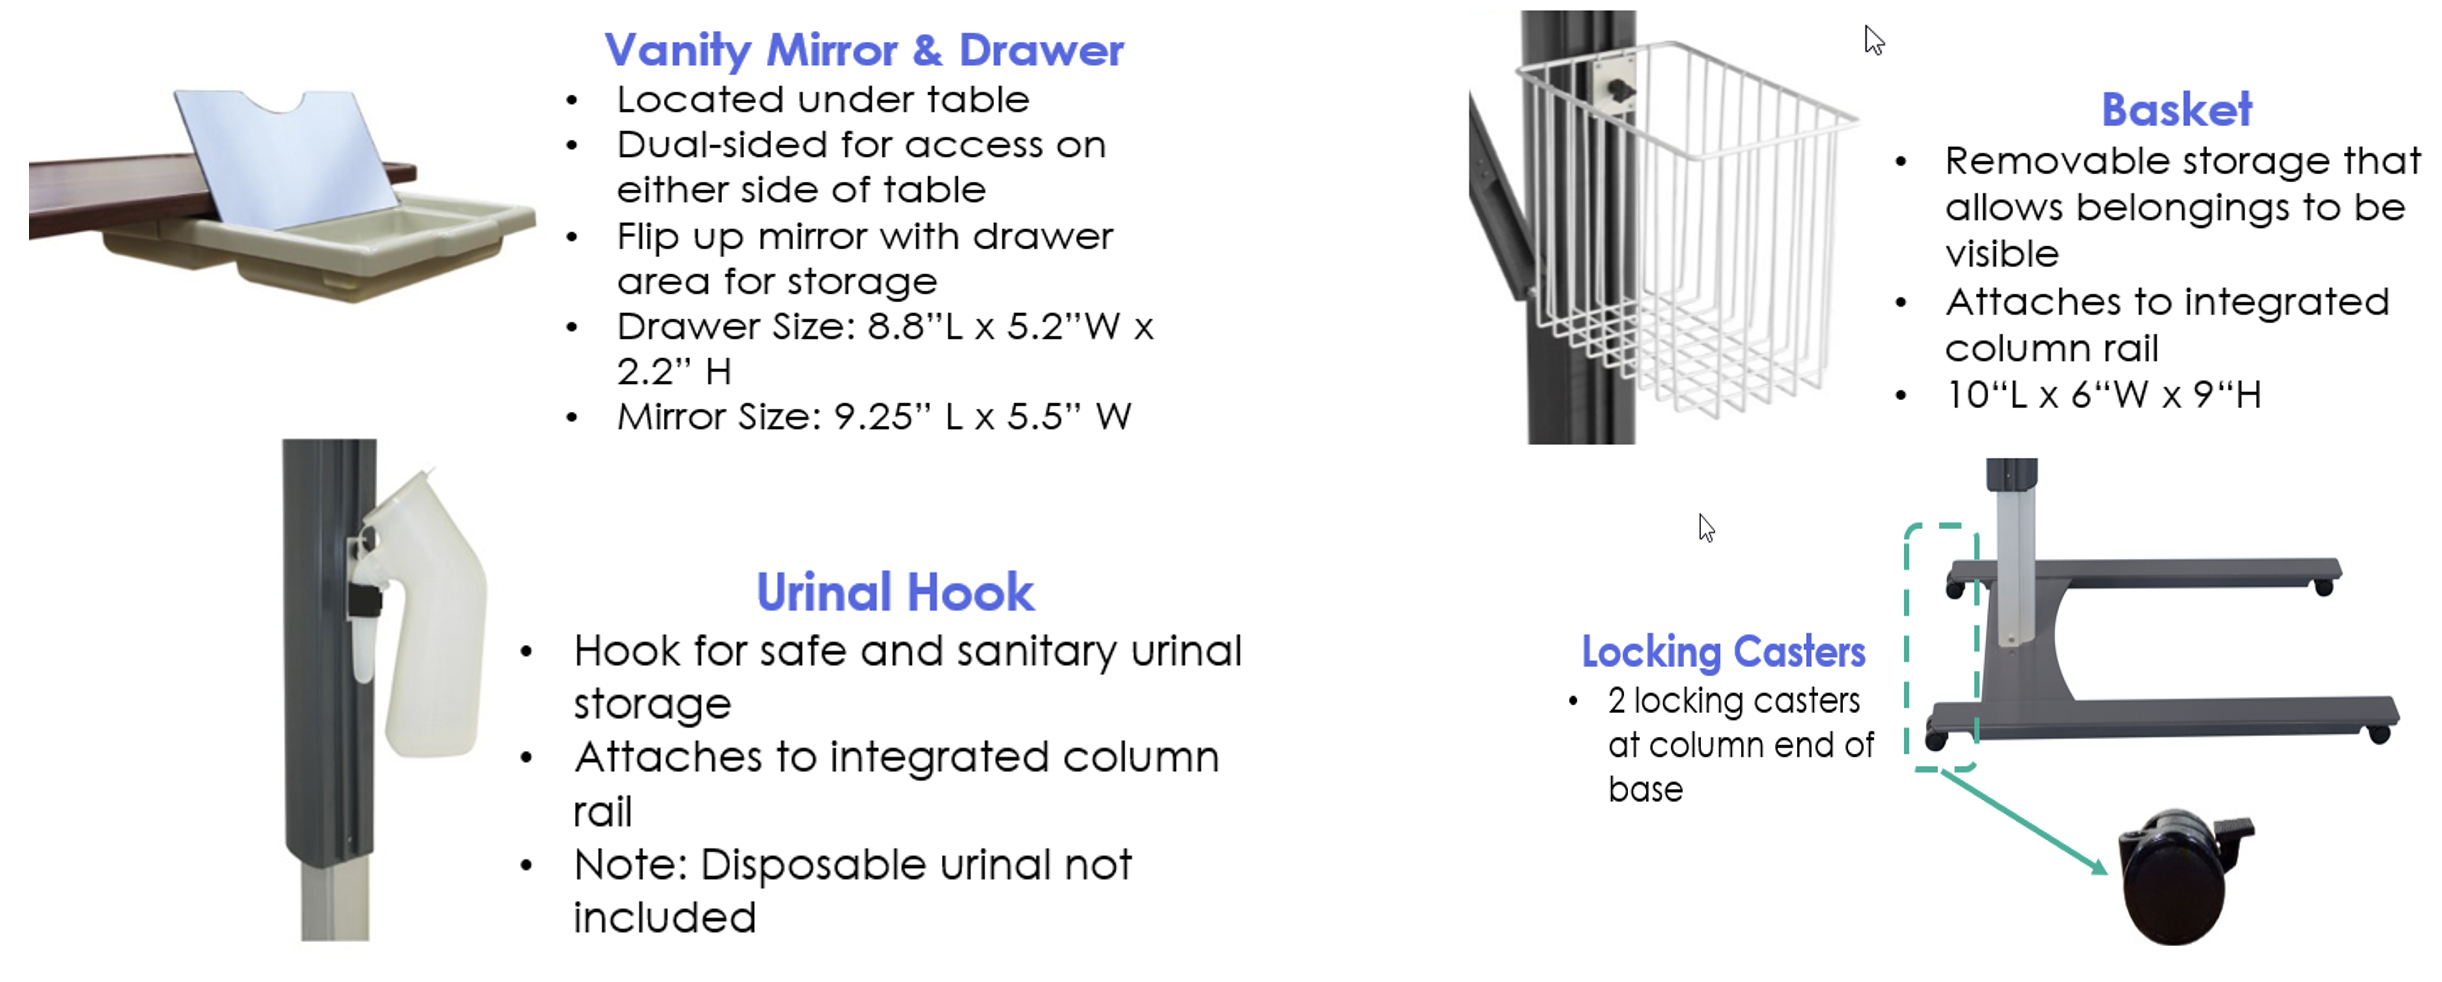 Vanity Mirror & Drawer
• Located under table
• Dual-sided for access on
either side of table
• Flip up mirror with drawer
area for storage
• Drawer Size: 8.8”L x 5.2”W x
2.2” H
• Mirror Size: 9.25” L x 5.5” W
Basket
• Removable storage that
allows belongings to be
visible
• Attaches to integrated
column rail
• 10“L x 6“W x 9“H
Urinal Hook
• Hook for safe and sanitary urinal
storage
• Attaches to integrated column
rail
• Note: Disposable urinal not
included
Locking Casters
• 2 locking casters
at column end of
base